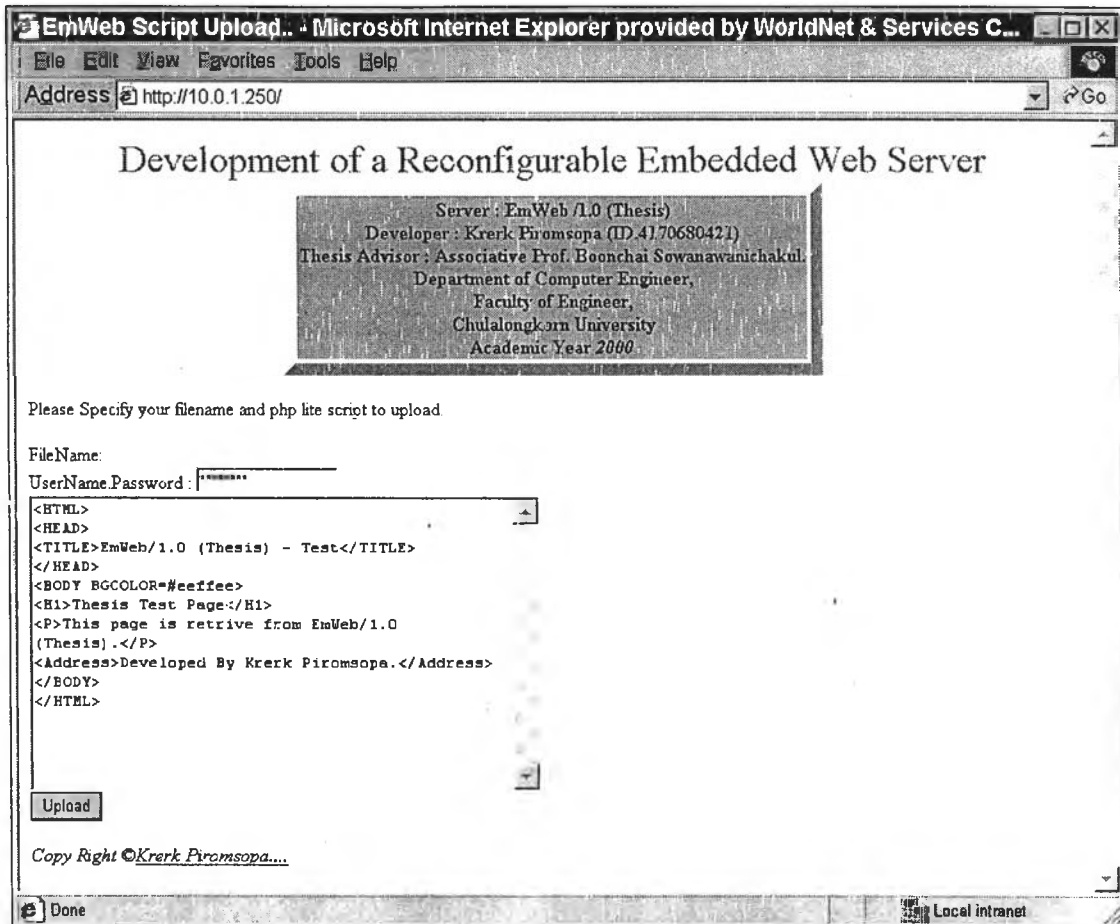 EmWeb Script Upload.. - Microsoft Internet Explorer provided by WorldNet & Services C...
File Edit View Favorites Tools Help
Address http://10.0.1.250/ Go
Development of a Reconfigurable Embedded Web Server
Server : EmWeb /1.0 (Thesis)
Developer : Krerk Piromsopa (ID.4170680421)
Thesis Advisor : Associative Prof. Boonchai Sowanawanichakul.
Department of Computer Engineer,
Faculty of Engineer,
Chulalongkorn University
Academic Year 2000
Please Specify your filename and php lite script to upload.
FileName:
UserName.Password : ********
<HTML>
<HEAD>
<TITLE>EmWeb/1.0 (Thesis) - Test</TITLE>
</HEAD>
<BODY BGCOLOR=#eeffee>
<H1>Thesis Test Page</H1>
<P>This page is retrive from EmWeb/1.0
(Thesis).</P>
<Address>Developed By Krerk Piromsopa.</Address>
</BODY>
</HTML>
Upload
Copy Right ©Krerk Piromsopa....
Done Local intranet